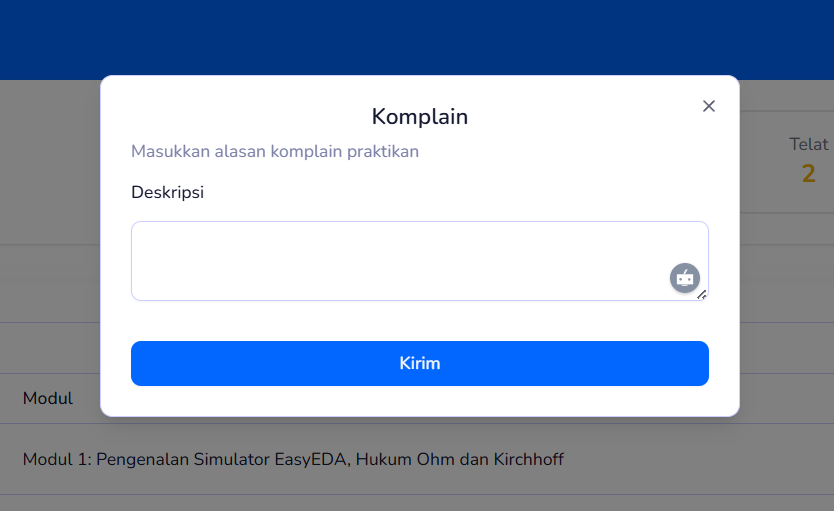 Komplain
Masukkan alasan komplain praktikan
Deskripsi
Kirim
Telat
2
Modul
Modul 1: Pengenalan Simulator EasyEDA, Hukum Ohm dan Kirchhoff